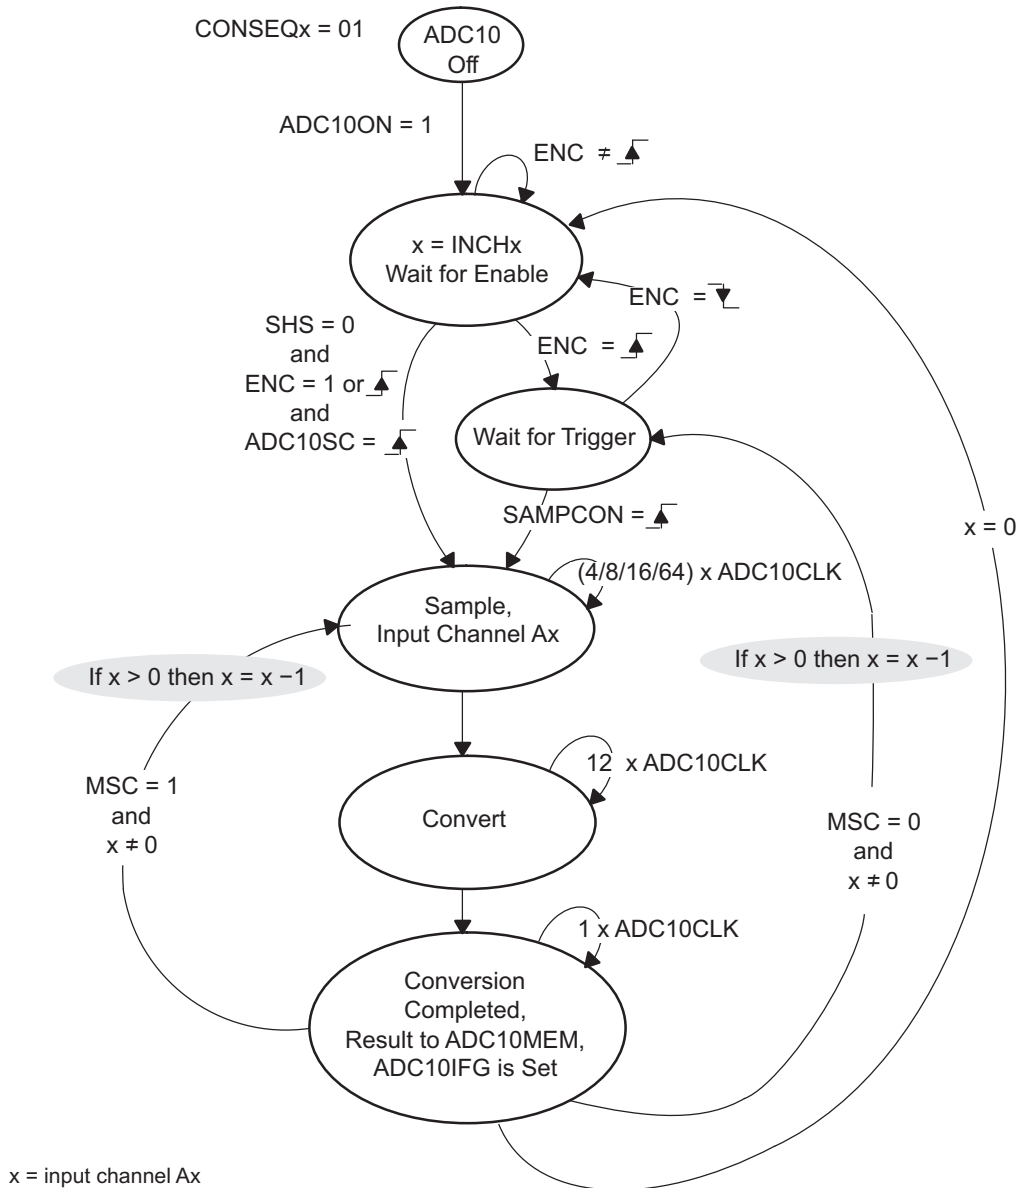 CONSEQx = 01
ADC10
Off
ADC10ON = 1
ENC ≠
x = INCHx
Wait for Enable
ENC =
SHS = 0
and
ENC = 1 or
and
ADC10SC =
ENC =
Wait for Trigger
SAMPCON =
x = 0
(4/8/16/64) x ADC10CLK
Sample,
Input Channel Ax
If x > 0 then x = x −1
If x > 0 then x = x −1
12 x ADC10CLK
MSC = 1
and
x ≠ 0
Convert
MSC = 0
and
x ≠ 0
1 x ADC10CLK
Conversion
Completed,
Result to ADC10MEM,
ADC10IFG is Set
x = input channel Ax